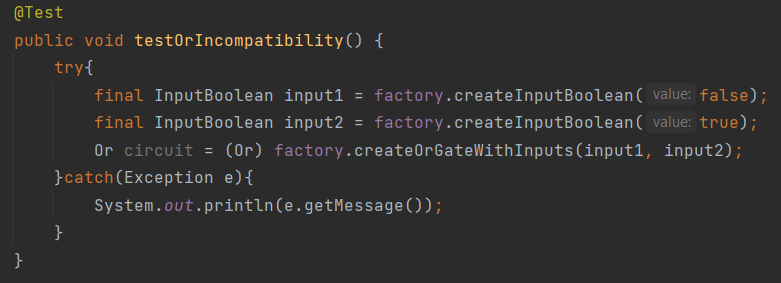 @Test
public void testOrIncompatibility() {
    try{
        final InputBoolean input1 = factory.createInputBoolean( value: false);
        final InputBoolean input2 = factory.createInputBoolean( value: true);
        Or circuit = (Or) factory.createOrGateWithInputs(input1, input2);
    }catch(Exception e){
        System.out.println(e.getMessage());
    }
}